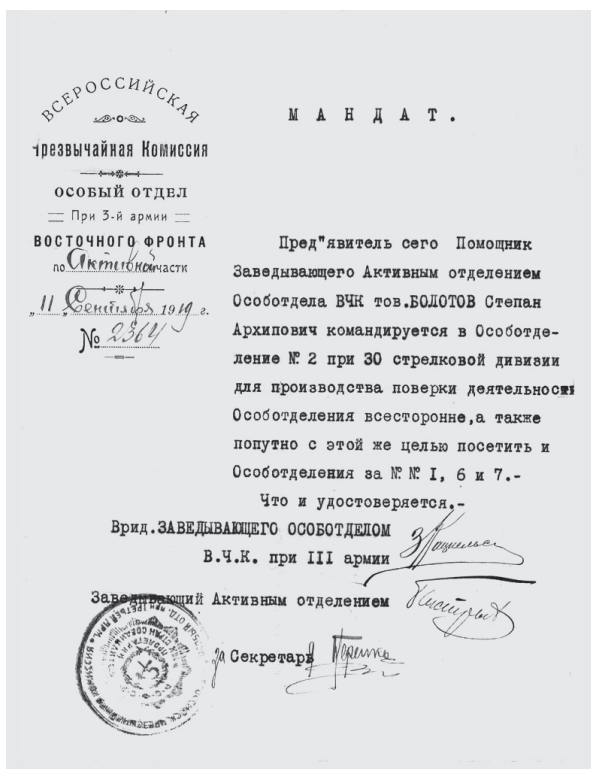 ВСЕРОССИЙСКАЯ
Чрезвычайная Комиссия
ОСОБЫЙ ОТДЕЛ
При 3-й армии
ВОСТОЧНОГО ФРОНТА
по Активной части
"11" Сентября 1919 г.
№ 2364
МАНДАТ.
Пред"явитель сего Помощник
Заведывающего Активным отделением
Особотдела ВЧК тов.БОЛОТОВ Степан
Архипович командируется в Особотде-
ление № 2 при 30 стрелковой дивизии
для производства поверки деятельности
Особотделения всесторонне,а также
попутно с этой же целью посетить и
Особотделения за № № I, 6 и 7.-
Что и удостоверяется.-
Врид.ЗАВЕДЫВАЮЩЕГО ОСОБОТДЕЛОМ
В.Ч.К. при III армии
Заведывающий Активным отделением
За Секретаря